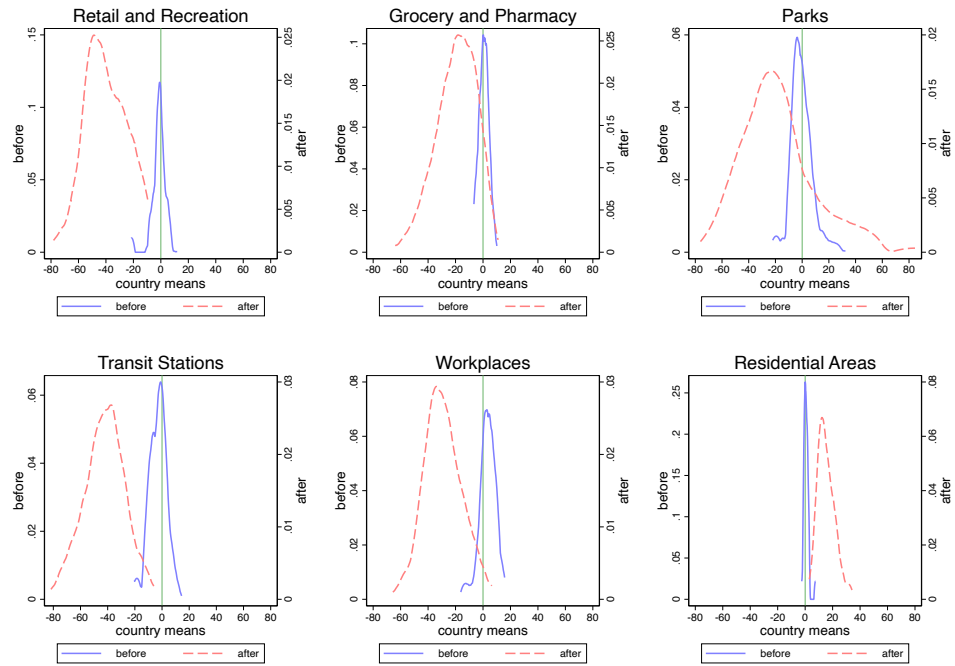 Retail and Recreation
before
after
0
.05
.1
.15
0
.005
.01
.015
.02
.025
-80 -60 -40 -20 0 20 40 60 80
country means
before after
Grocery and Pharmacy
before
after
0
.02
.04
.06
.08
.1
0
.005
.01
.015
.02
.025
-80 -60 -40 -20 0 20 40 60 80
country means
before after
Parks
before
after
0
.02
.04
.06
0
.005
.01
.015
.02
-80 -60 -40 -20 0 20 40 60 80
country means
before after
Transit Stations
before
after
0
.02
.04
.06
0
.01
.02
.03
-80 -60 -40 -20 0 20 40 60 80
country means
before after
Workplaces
before
after
0
.02
.04
.06
.08
0
.01
.02
.03
-80 -60 -40 -20 0 20 40 60 80
country means
before after
Residential Areas
before
after
0
.05
.1
.15
.2
.25
0
.02
.04
.06
.08
-80 -60 -40 -20 0 20 40 60 80
country means
before after